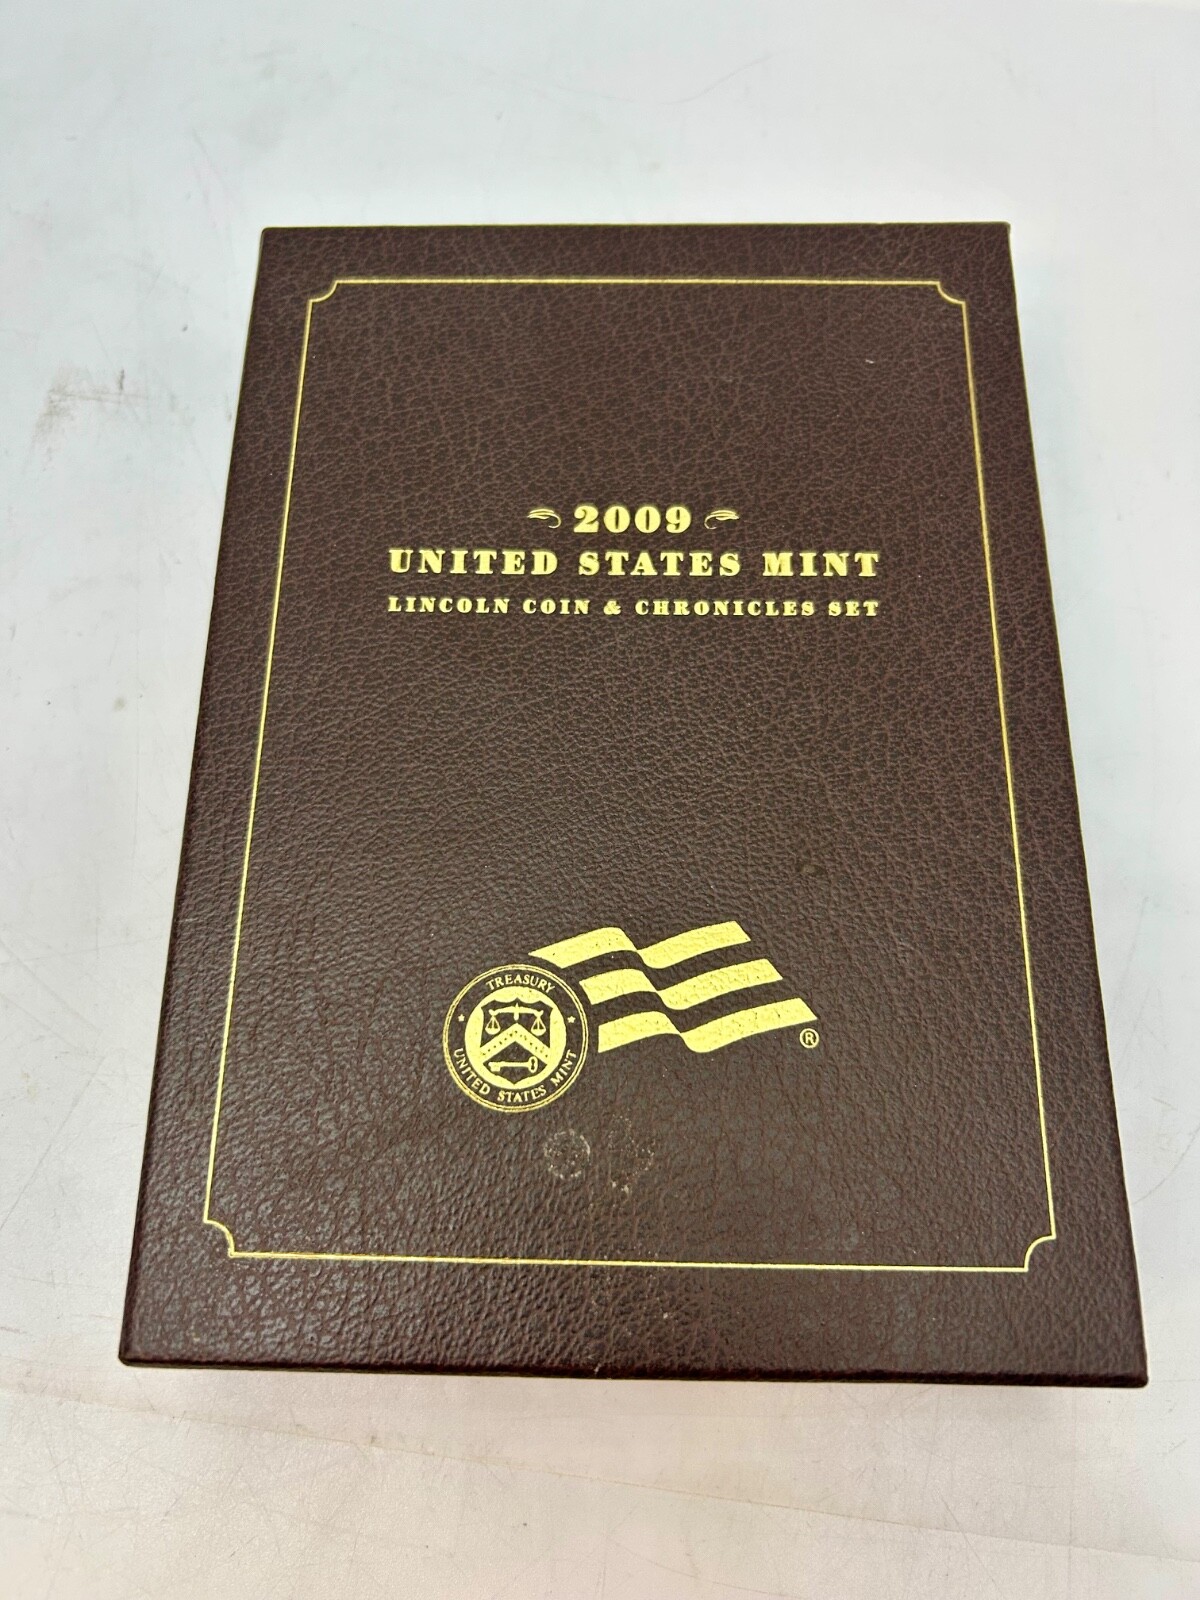 2009
UNITED STATES MINT
LINCOLN COIN & CHRONICLES SET
TREASURY
UNITED STATES MINT
®